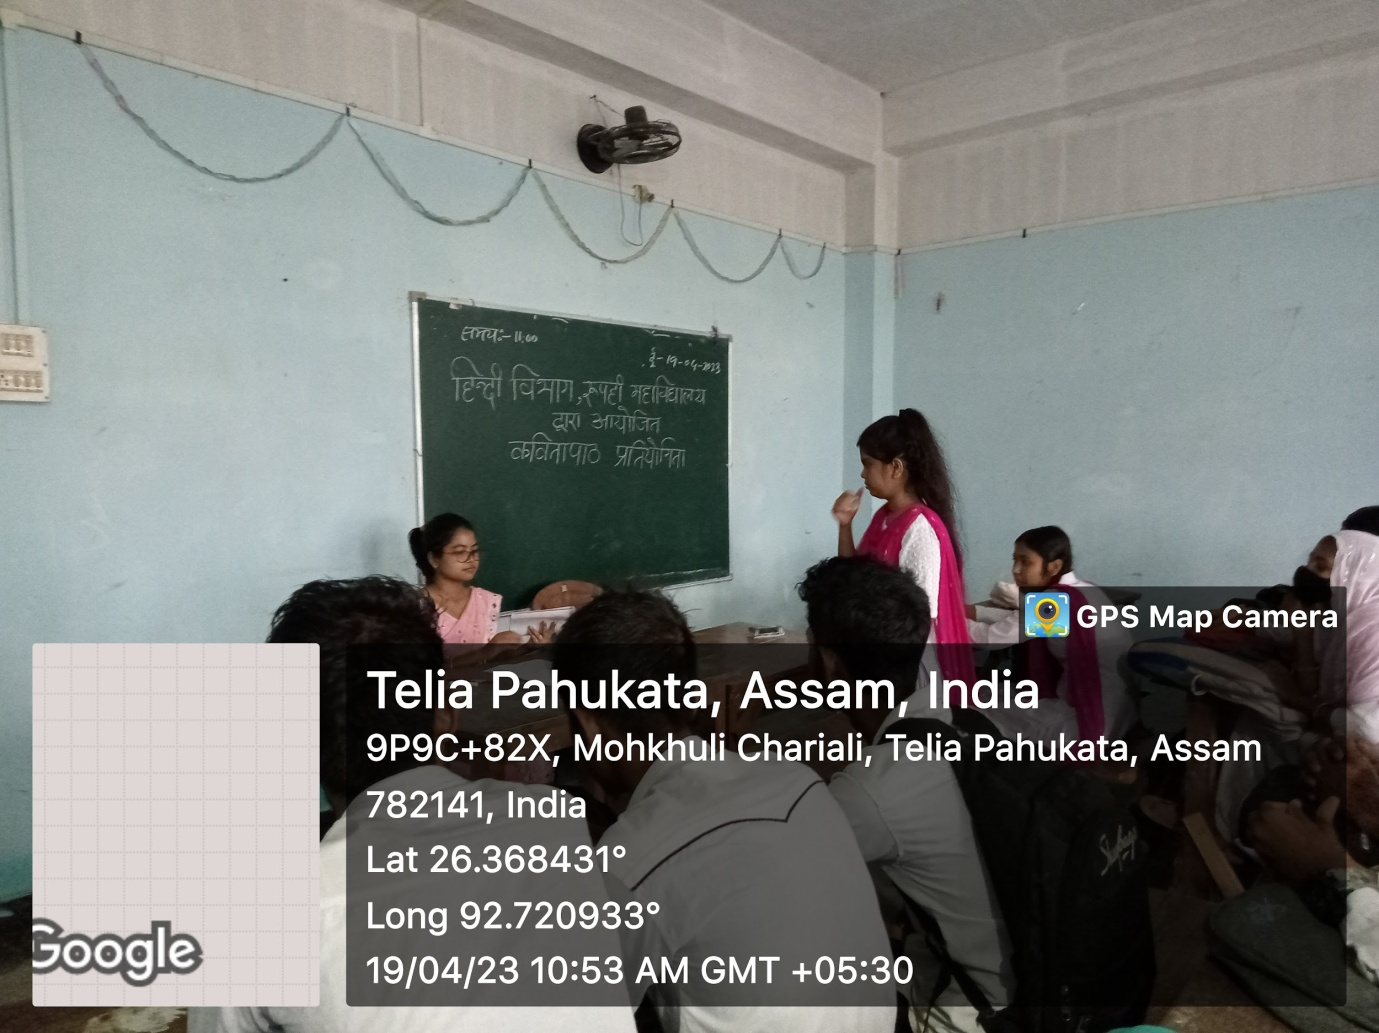 समय:- 11.00
दि- 19-04-2023
हिन्दी विभाग, रूपही महाविद्यालय
द्वारा आयोजित
कवितापाठ प्रतियोगिता
GPS Map Camera
Telia Pahukata, Assam, India
9P9C+82X, Mohkhuli Chariali, Telia Pahukata, Assam
782141, India
Lat 26.368431°
Long 92.720933°
19/04/23 10:53 AM GMT +05:30
Google